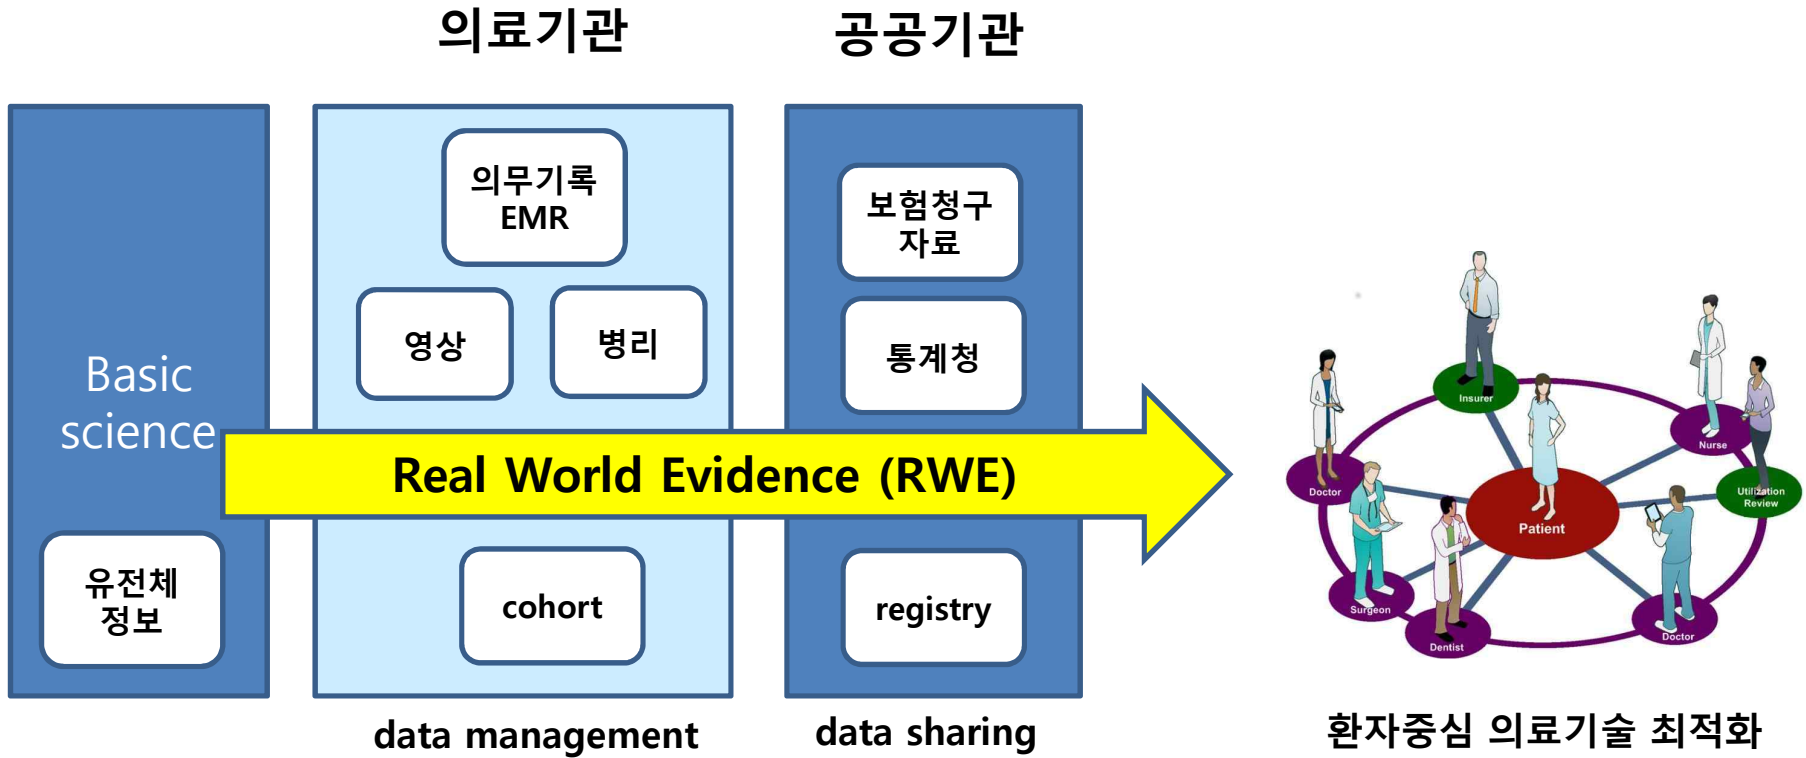 의료기관
공공기관
Basic
science
유전체
정보
의무기록
EMR
영상
병리
cohort
보험청구
자료
통계청
registry
Real World Evidence (RWE)
data management
data sharing
Insurer
Nurse
Doctor
Utilization
Review
Patient
Surgeon
Doctor
Dentist
환자중심 의료기술 최적화